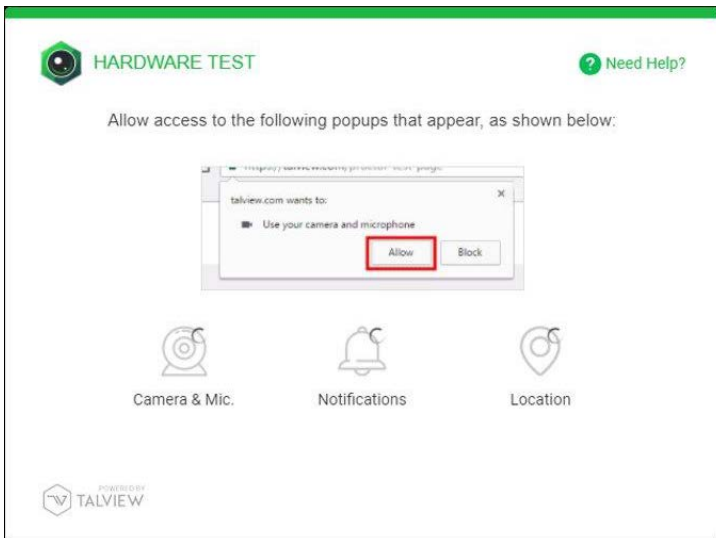 HARDWARE TEST
? Need Help?
Allow access to the following popups that appear, as shown below:
talview.com wants to:
x
Use your camera and microphone
Allow
Block
Camera & Mic.
Notifications
Location
POWERED BY
TALVIEW